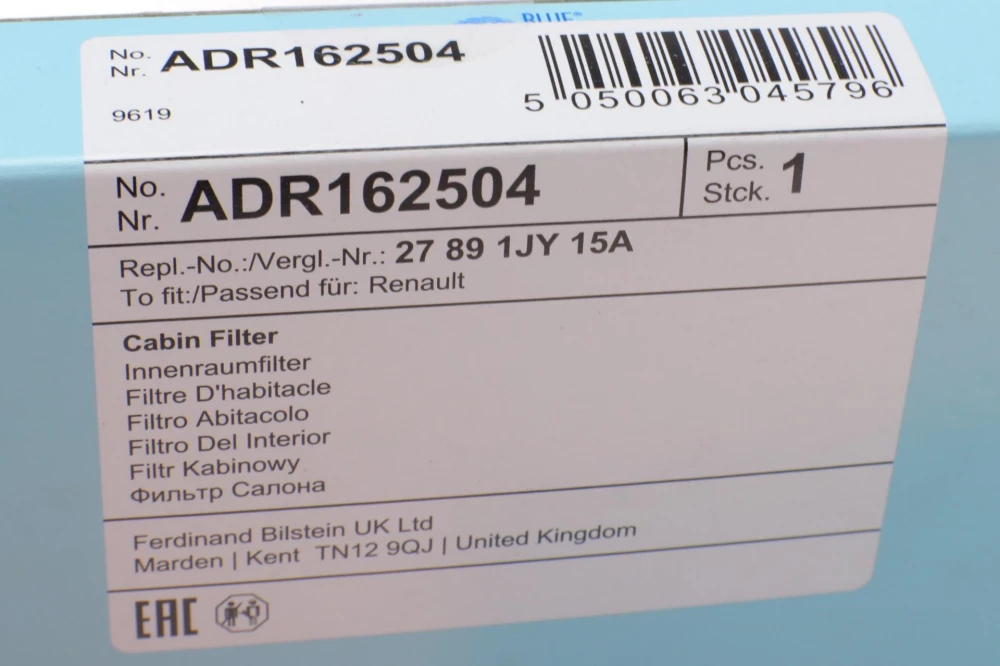 BLUE
No. ADR162504
Nr.
9619
5 050063 045796
No. ADR162504
Nr.
Pcs. 1
Stck.
Repl.-No.:/Vergl.-Nr.: 27 89 1JY 15A
To fit:/Passend für: Renault
Cabin Filter
Innenraumfilter
Filtre D'habitacle
Filtro Abitacolo
Filtro Del Interior
Filtr Kabinowy
Фильтр Салона
Ferdinand Bilstein UK Ltd
Marden | Kent TN12 9QJ | United Kingdom
EAC